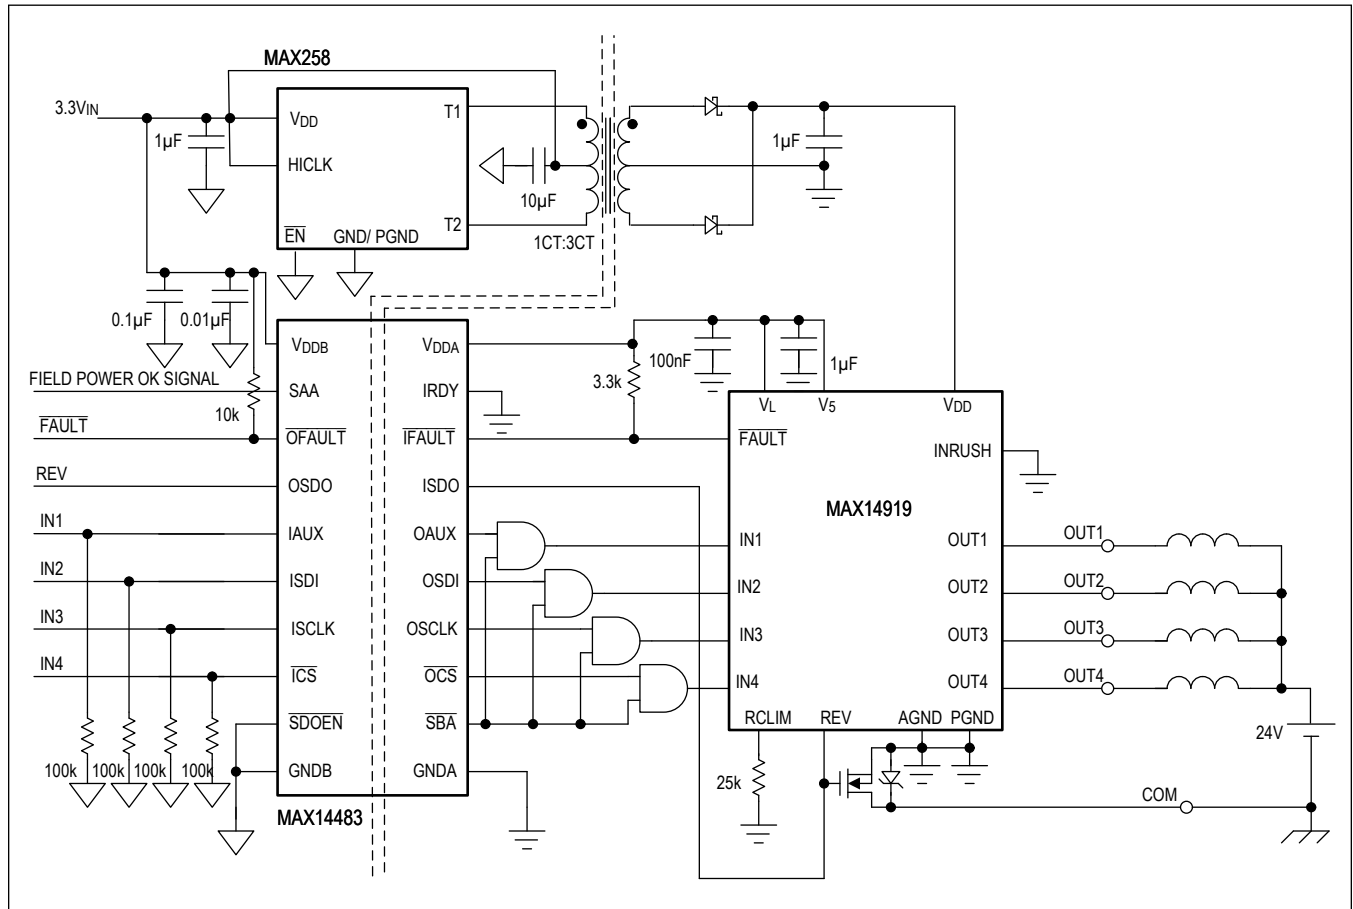 MAX258
3.3VIN
1µF
VDD
HICLK
EN
GND/ PGND
T1
T2
10µF
1CT:3CT
1µF
0.1µF
0.01µF
10k
FIELD POWER OK SIGNAL
FAULT
REV
IN1
IN2
IN3
IN4
100k
100k
100k
100k
VDDB
SAA
OFAULT
OSDO
IAUX
ISDI
ISCLK
ICS
SDOEN
GNDB
VDDA
IRDY
IFAULT
ISDO
OAUX
OSDI
OSCLK
OCS
SBA
GNDA
MAX14483
3.3k
100nF
1µF
VL
V5
VDD
FAULT
INRUSH
MAX14919
IN1
IN2
IN3
IN4
OUT1
OUT2
OUT3
OUT4
RCLIM
REV
AGND
PGND
25k
OUT1
OUT2
OUT3
OUT4
24V
COM